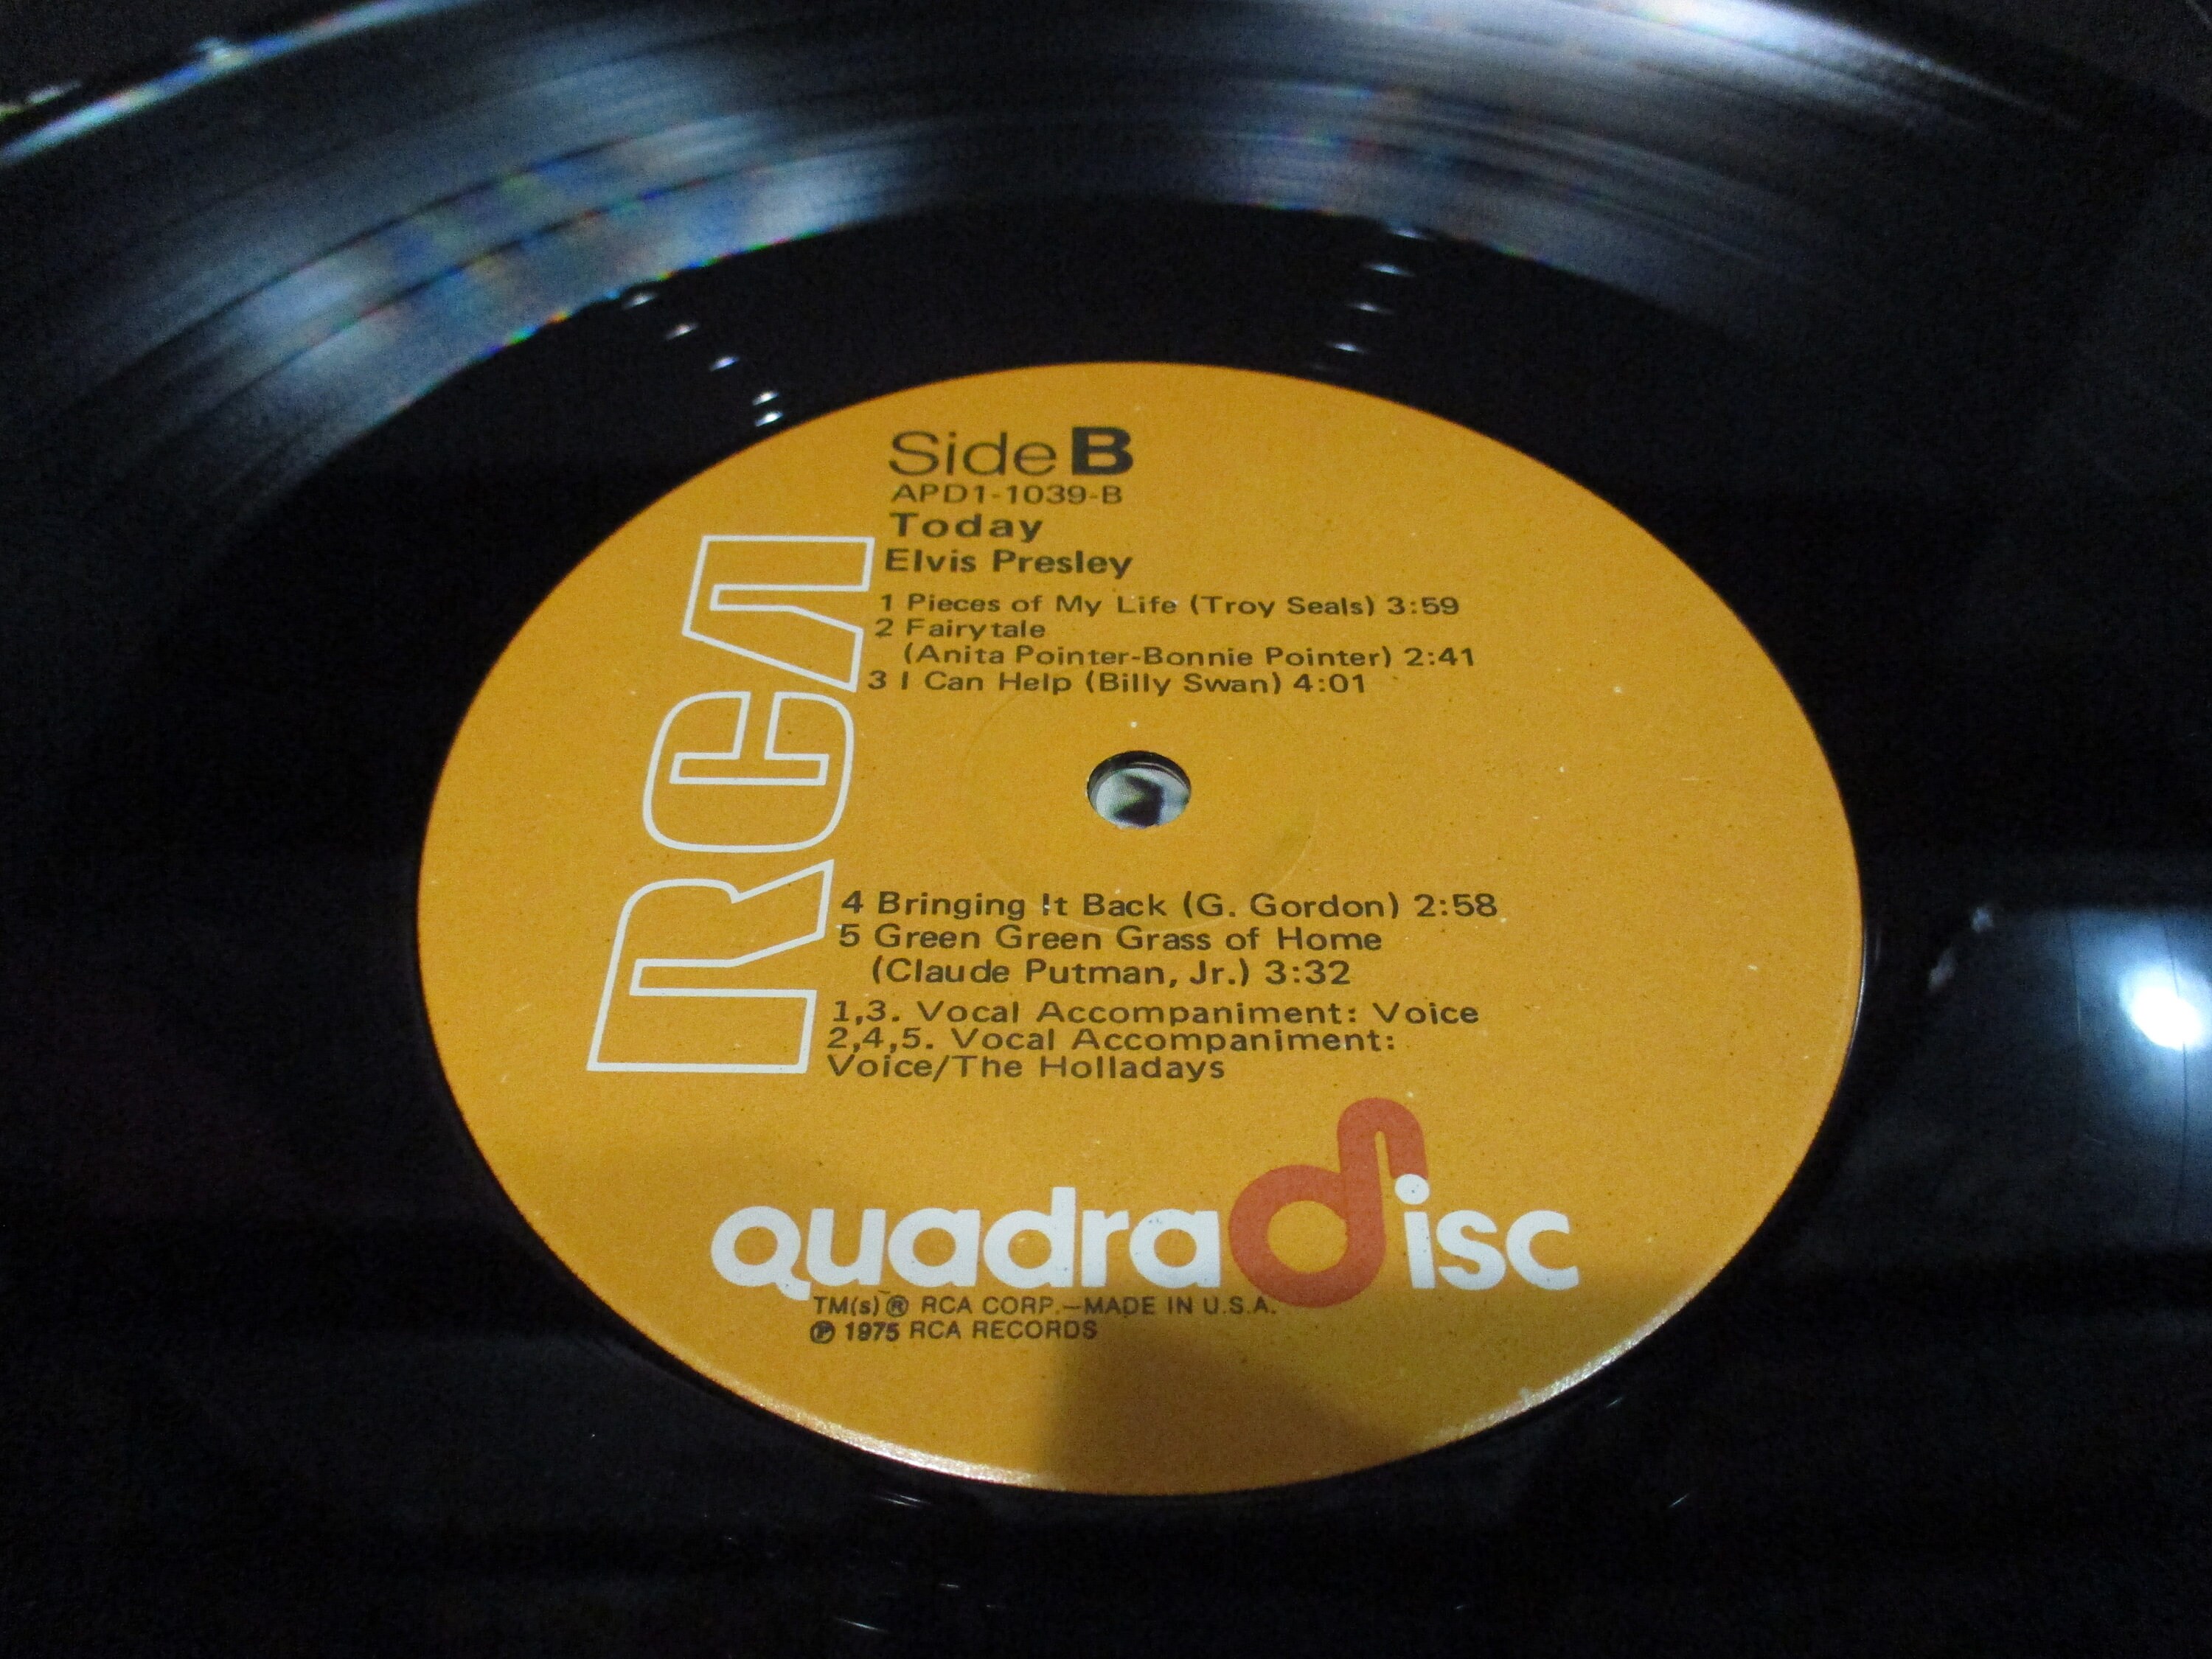 Side B
APD1-1039-B
Today
Elvis Presley
1 Pieces of My Life (Troy Seals) 3:59
2 Fairytale
(Anita Pointer-Bonnie Pointer) 2:41
3 I Can Help (Billy Swan) 4:01
RCA
4 Bringing It Back (G. Gordon) 2:58
5 Green Green Grass of Home
(Claude Putman, Jr.) 3:32
1,3. Vocal Accompaniment: Voice
2,4,5. Vocal Accompaniment:
Voice/The Holladays
quadradisc
TM(s) ® RCA CORP.—MADE IN U.S.A.
℗ 1975 RCA RECORDS